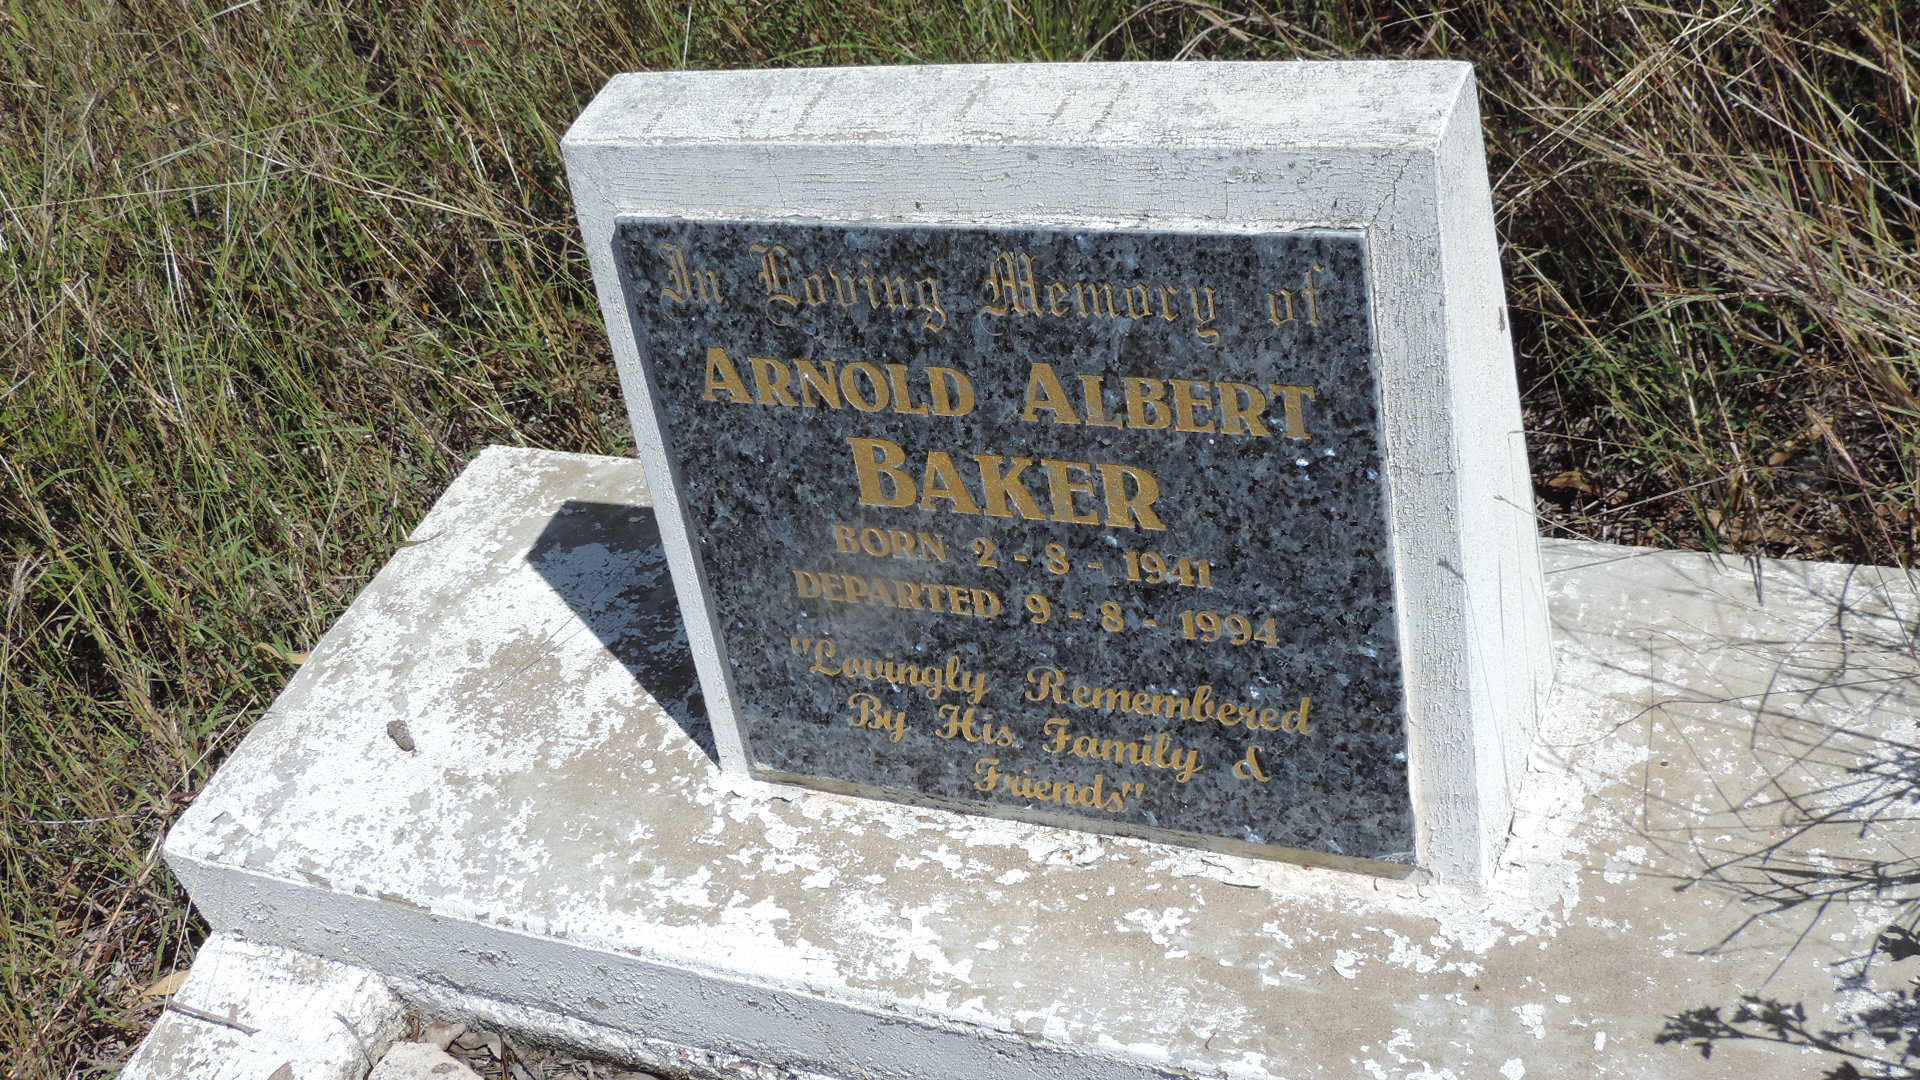 In Loving Memory of
ARNOLD ALBERT
BAKER
BORN 2 - 8 - 1941
DEPARTED 9 - 8 - 1994
"Lovingly Remembered
By His Family &
Friends"